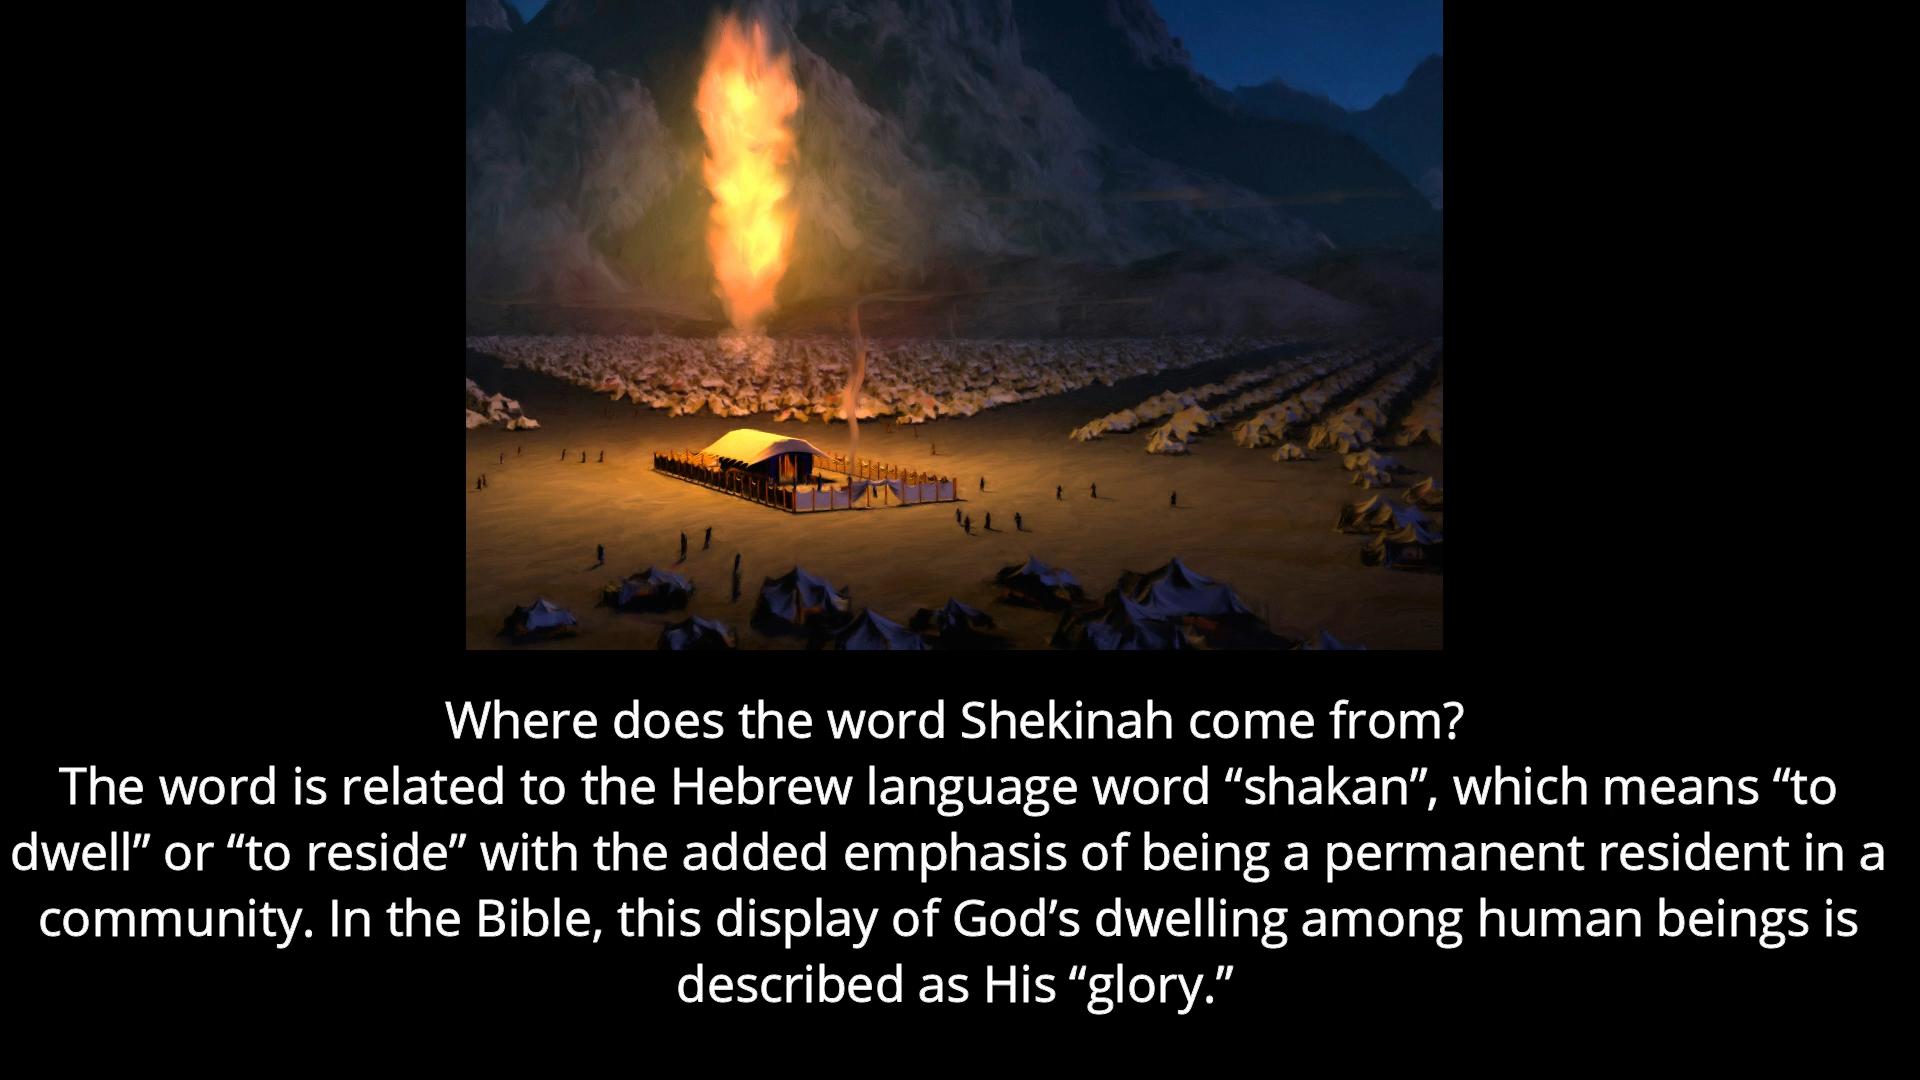 Where does the word Shekinah come from?
The word is related to the Hebrew language word “shakan”, which means “to
dwell” or “to reside” with the added emphasis of being a permanent resident in a
community. In the Bible, this display of God’s dwelling among human beings is
described as His “glory.”